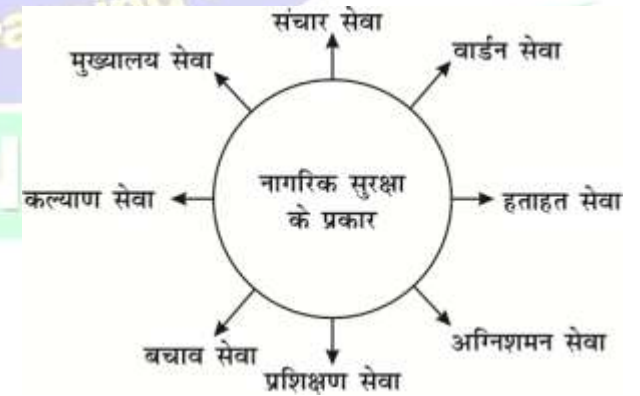 संचार सेवा
मुख्यालय सेवा
वार्डन सेवा
नागरिक सुरक्षा
के प्रकार
कल्याण सेवा
हताहत सेवा
बचाव सेवा
अग्निशमन सेवा
प्रशिक्षण सेवा